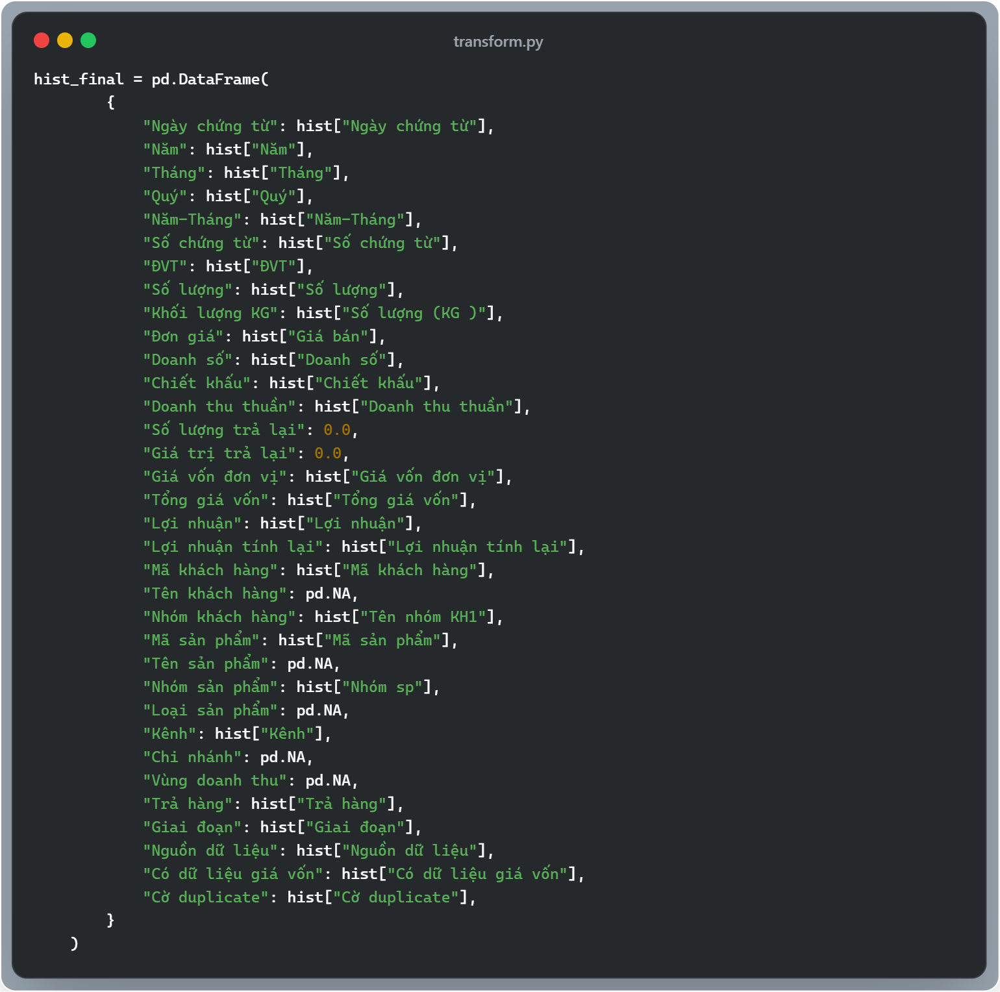 transform.py
hist_final = pd.DataFrame(
        {
            "Ngày chứng từ": hist["Ngày chứng từ"],
            "Năm": hist["Năm"],
            "Tháng": hist["Tháng"],
            "Quý": hist["Quý"],
            "Năm-Tháng": hist["Năm-Tháng"],
            "Số chứng từ": hist["Số chứng từ"],
            "ĐVT": hist["ĐVT"],
            "Số lượng": hist["Số lượng"],
            "Khối lượng KG": hist["Số lượng (KG )"],
            "Đơn giá": hist["Giá bán"],
            "Doanh số": hist["Doanh số"],
            "Chiết khấu": hist["Chiết khấu"],
            "Doanh thu thuần": hist["Doanh thu thuần"],
            "Số lượng trả lại": 0.0,
            "Giá trị trả lại": 0.0,
            "Giá vốn đơn vị": hist["Giá vốn đơn vị"],
            "Tổng giá vốn": hist["Tổng giá vốn"],
            "Lợi nhuận": hist["Lợi nhuận"],
            "Lợi nhuận tính lại": hist["Lợi nhuận tính lại"],
            "Mã khách hàng": hist["Mã khách hàng"],
            "Tên khách hàng": pd.NA,
            "Nhóm khách hàng": hist["Tên nhóm KH1"],
            "Mã sản phẩm": hist["Mã sản phẩm"],
            "Tên sản phẩm": pd.NA,
            "Nhóm sản phẩm": hist["Nhóm sp"],
            "Loại sản phẩm": pd.NA,
            "Kênh": hist["Kênh"],
            "Chi nhánh": pd.NA,
            "Vùng doanh thu": pd.NA,
            "Trả hàng": hist["Trả hàng"],
            "Giai đoạn": hist["Giai đoạn"],
            "Nguồn dữ liệu": hist["Nguồn dữ liệu"],
            "Có dữ liệu giá vốn": hist["Có dữ liệu giá vốn"],
            "Cờ duplicate": hist["Cờ duplicate"],
        }
    )